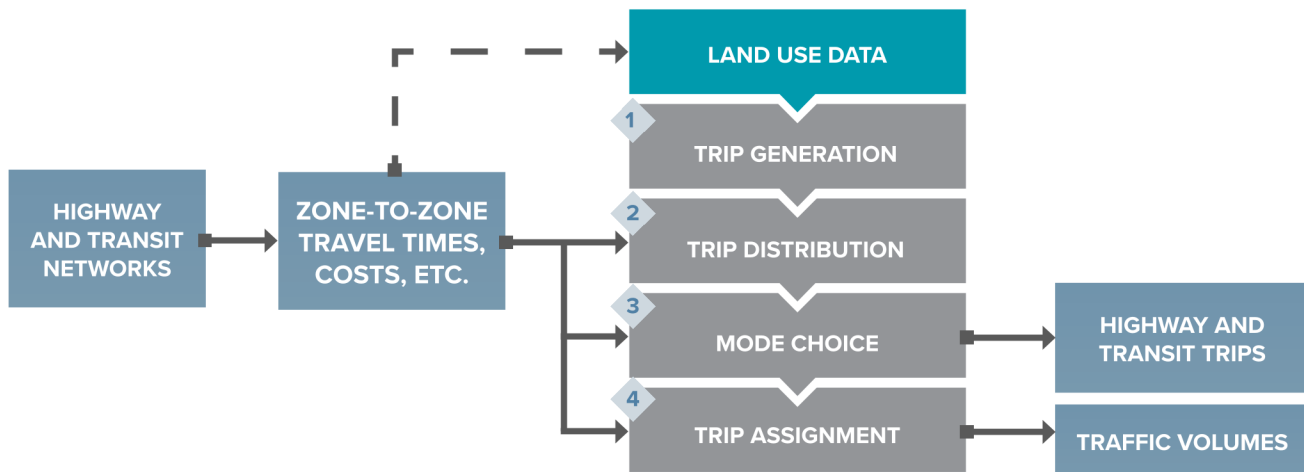 LAND USE DATA
1
TRIP GENERATION
HIGHWAY
AND TRANSIT
NETWORKS
ZONE-TO-ZONE
TRAVEL TIMES,
COSTS, ETC.
2
TRIP DISTRIBUTION
3
MODE CHOICE
HIGHWAY AND
TRANSIT TRIPS
4
TRIP ASSIGNMENT
TRAFFIC VOLUMES